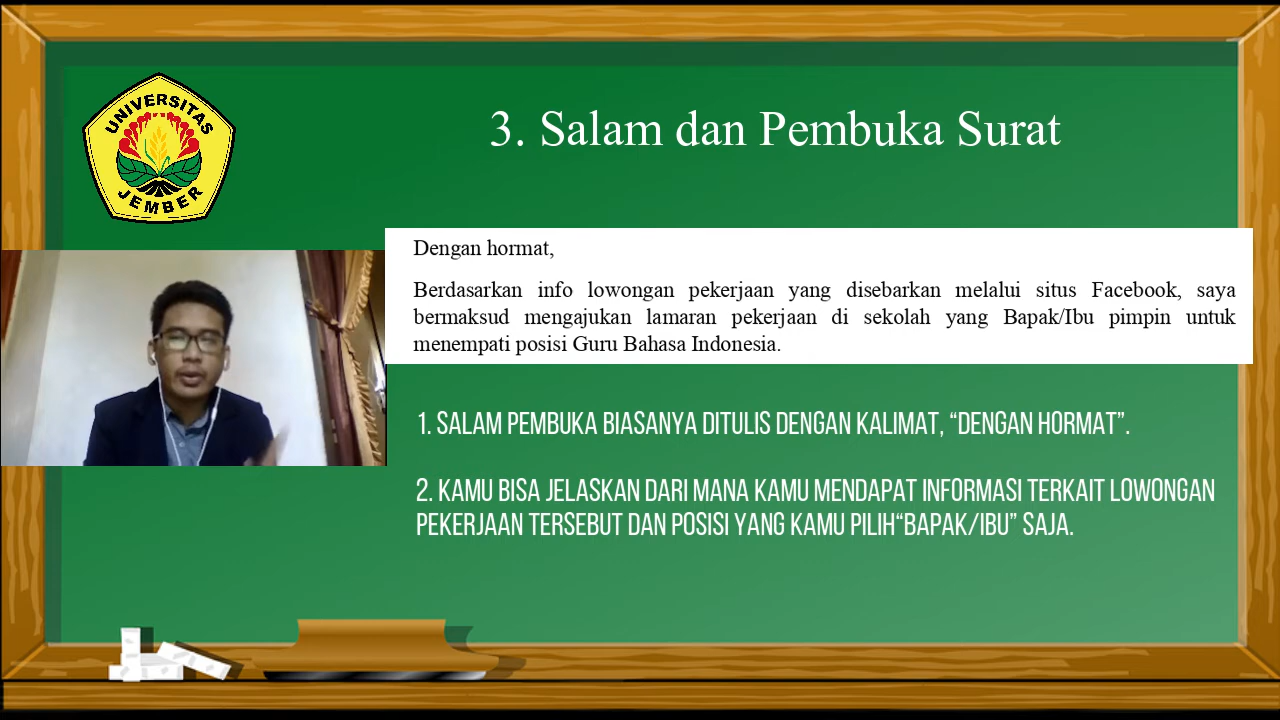 UNIVERSITAS
JEMBER
3. Salam dan Pembuka Surat
Dengan hormat,
Berdasarkan info lowongan pekerjaan yang disebarkan melalui situs Facebook, saya
bermaksud mengajukan lamaran pekerjaan di sekolah yang Bapak/Ibu pimpin untuk
menempati posisi Guru Bahasa Indonesia.
1. SALAM PEMBUKA BIASANYA DITULIS DENGAN KALIMAT, “DENGAN HORMAT”.
2. KAMU BISA JELASKAN DARI MANA KAMU MENDAPAT INFORMASI TERKAIT LOWONGAN
PEKERJAAN TERSEBUT DAN POSISI YANG KAMU PILIH“BAPAK/IBU” SAJA.